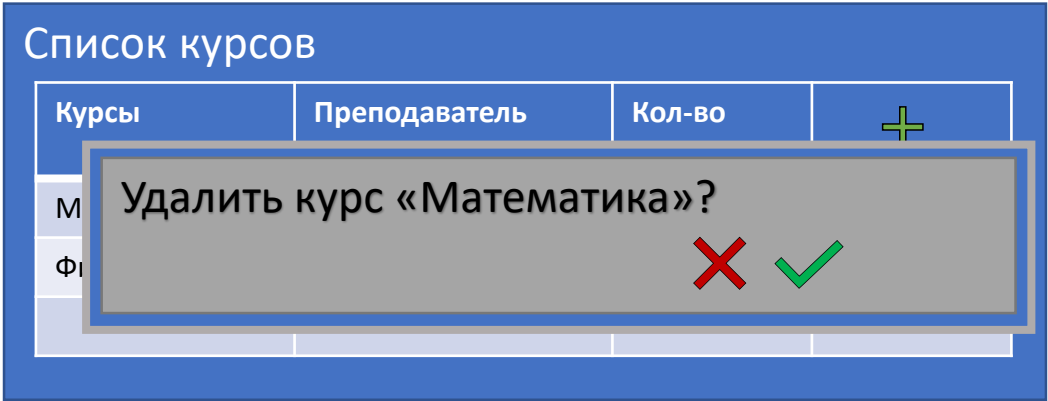 Список курсов
Курсы Преподаватель Кол-во
Удалить курс «Математика»?